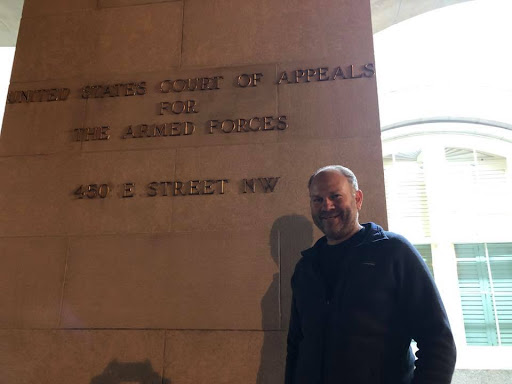 UNITED STATES COURT OF APPEALS
FOR
THE ARMED FORCES
450 E STREET NW